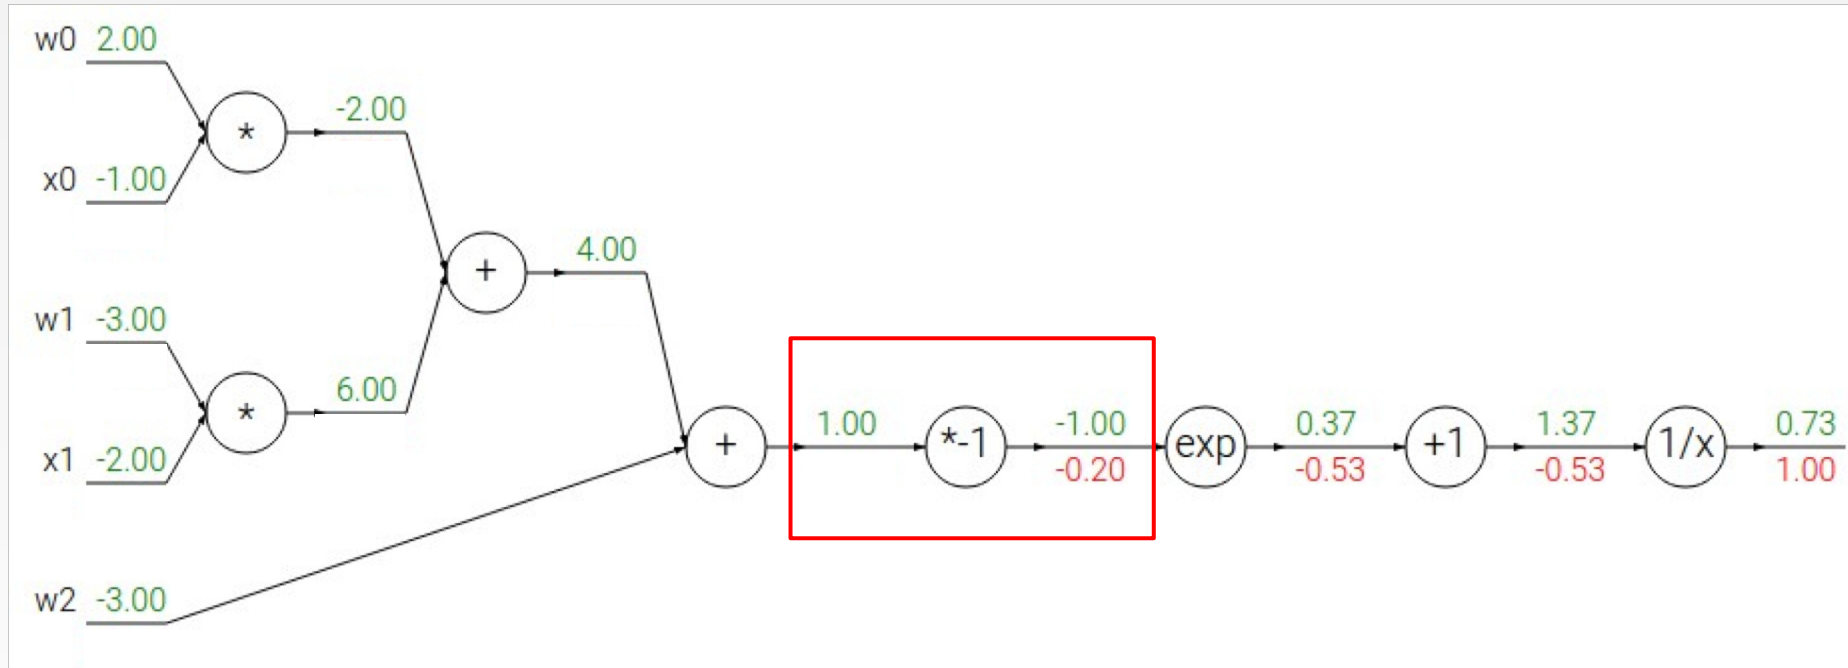 w0 2.00
-2.00
*
x0 -1.00
4.00
+
w1 -3.00
6.00
*
x1 -2.00
+ 1.00 *-1 -1.00 exp 0.37 +1 1.37 1/x 0.73
-0.20 -0.53 -0.53 1.00
w2 -3.00